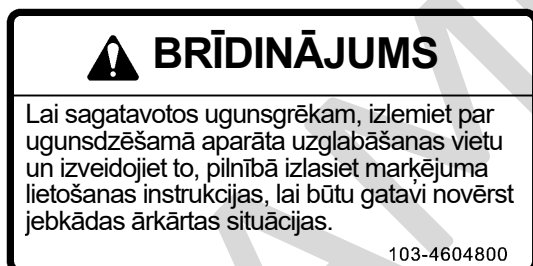 BRĪDINĀJUMS
Lai sagatavotos ugunsgrēkam, izlemiet par
ugunsdzēšamā aparāta uzglabāšanas vietu
un izveidojiet to, pilnībā izlasiet marķējuma
lietošanas instrukcijas, lai būtu gatavi novērst
jebkādas ārkārtas situācijas.
103-4604800